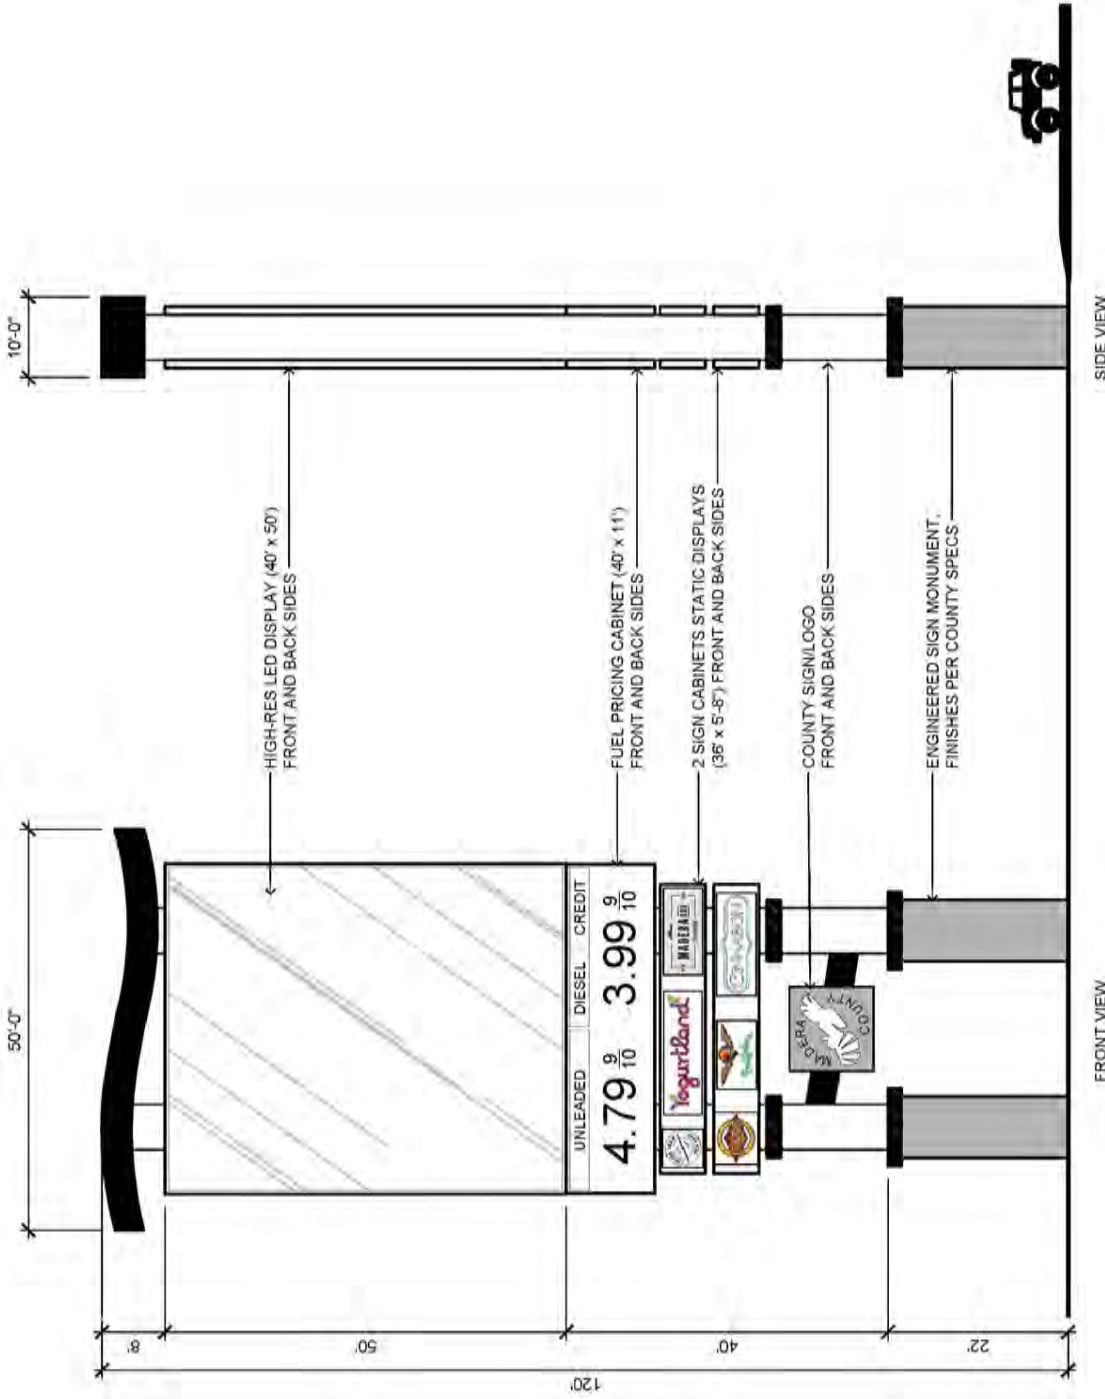 50'-0"
10'-0"
8'
50'
40'
22'
120'
HIGH-RES LED DISPLAY (40' x 50')
FRONT AND BACK SIDES
FUEL PRICING CABINET (40' x 11')
FRONT AND BACK SIDES
2 SIGN CABINETS STATIC DISPLAYS
(36' x 5'-6") FRONT AND BACK SIDES
COUNTY SIGN/LOGO
FRONT AND BACK SIDES
ENGINEERED SIGN MONUMENT,
FINISHES PER COUNTY SPECS
UNLEADED DIESEL CREDIT
4.79 9/10 3.99 9/10
Yogurtland
MADERA
CINNABON
MADERA
COUNTY
FRONT VIEW
SIDE VIEW